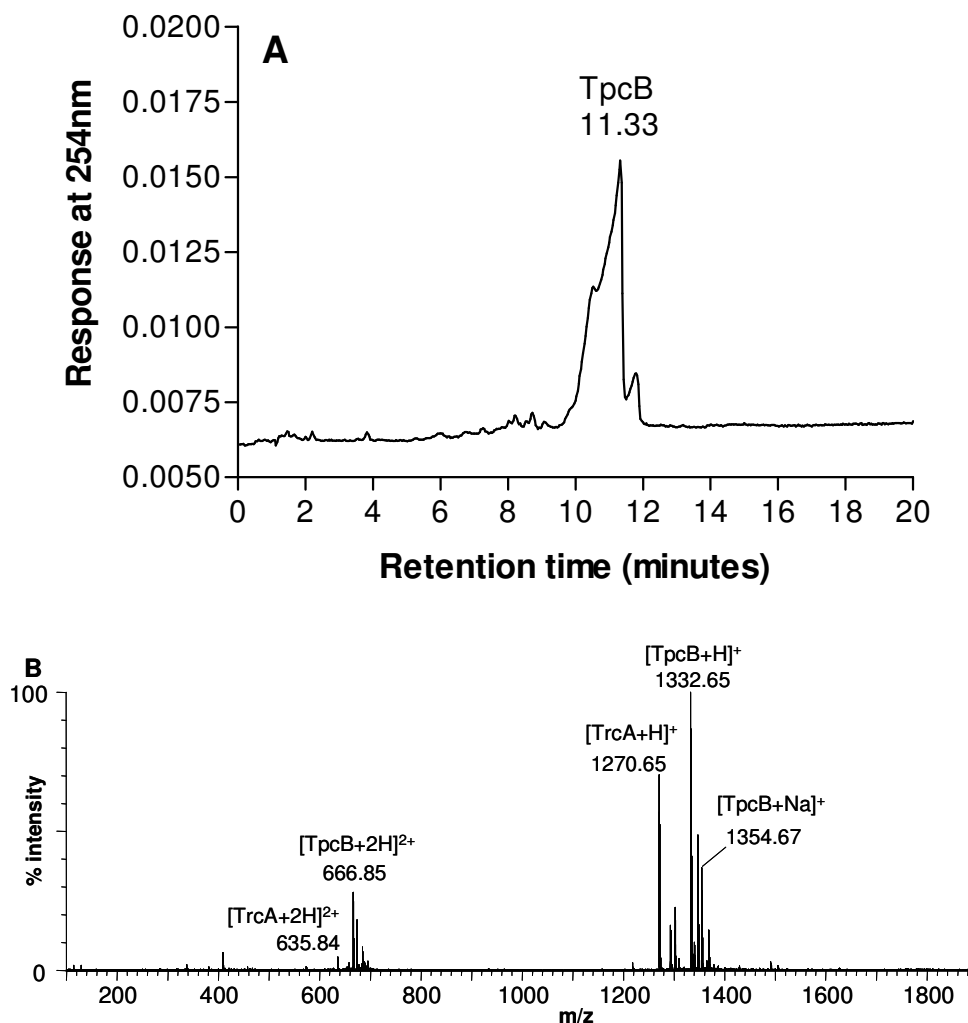 A
TpcB
11.33
Response at 254nm
0.0200
0.0175
0.0150
0.0125
0.0100
0.0075
0.0050
0 2 4 6 8 10 12 14 16 18 20
Retention time (minutes)
B
100
% intensity
0
[TpcB+H]⁺
1332.65
[TrcA+H]⁺
1270.65
[TpcB+Na]⁺
1354.67
[TpcB+2H]²⁺
666.85
[TrcA+2H]²⁺
635.84
200 400 600 800 1000 1200 1400 1600 1800
m/z